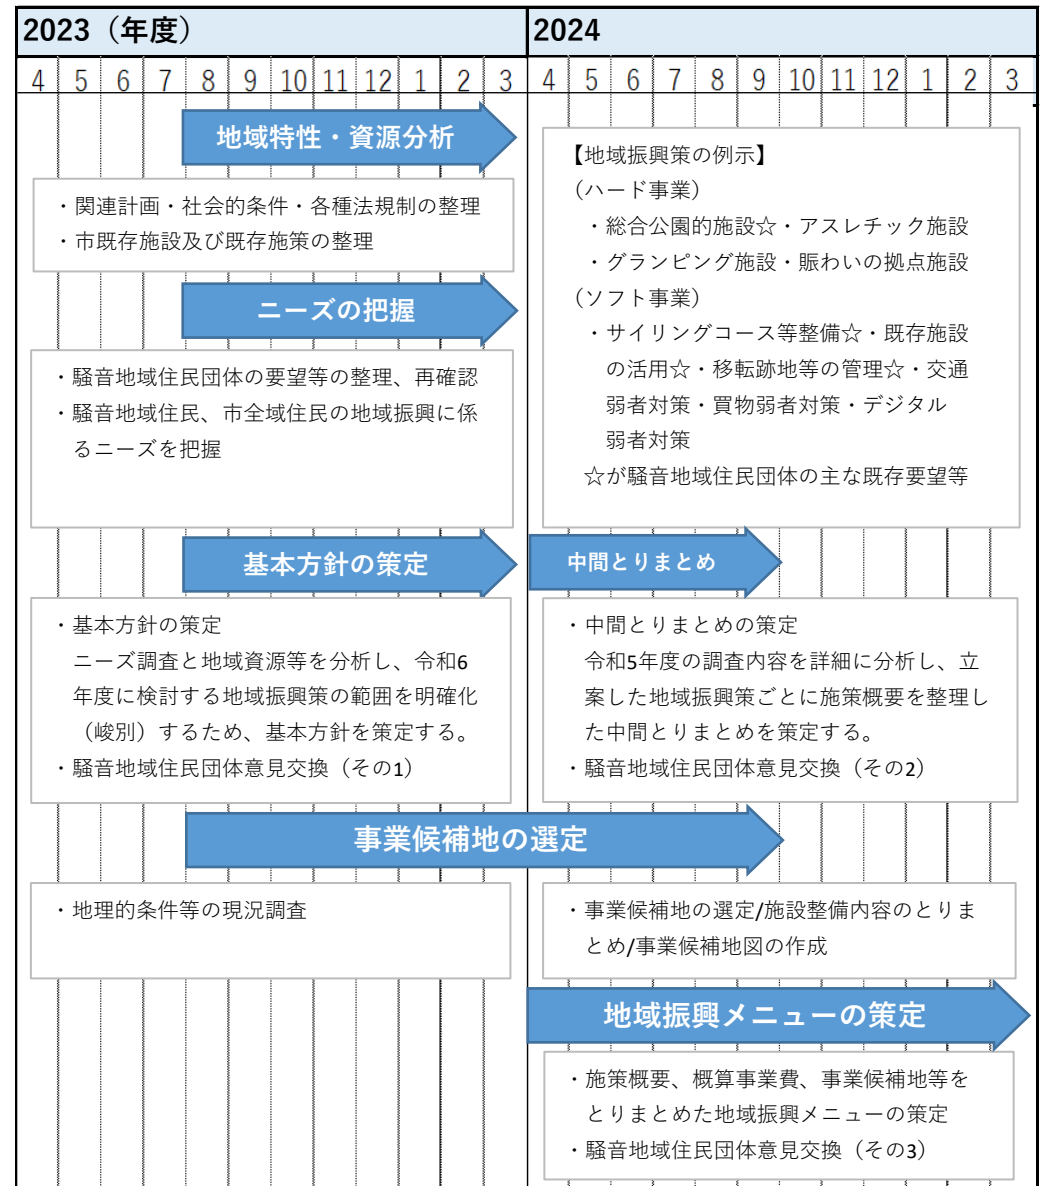 2023（年度）
2024
4 5 6 7 8 9 10 11 12 1 2 3
4 5 6 7 8 9 10 11 12 1 2 3
地域特性・資源分析
・関連計画・社会的条件・各種法規制の整理
・市既存施設及び既存施策の整理
ニーズの把握
・騒音地域住民団体の要望等の整理、再確認
・騒音地域住民、市全域住民の地域振興に係
るニーズを把握
【地域振興策の例示】
（ハード事業）
・総合公園的施設☆・アスレチック施設
・グランピング施設・賑わいの拠点施設
（ソフト事業）
・サイリングコース等整備☆・既存施設
の活用☆・移転跡地等の管理☆・交通
弱者対策・買物弱者対策・デジタル
弱者対策
☆が騒音地域住民団体の主な既存要望等
基本方針の策定
・基本方針の策定
ニーズ調査と地域資源等を分析し、令和6
年度に検討する地域振興策の範囲を明確化
（峻別）するため、基本方針を策定する。
・騒音地域住民団体意見交換（その1）
中間とりまとめ
・中間とりまとめの策定
令和5年度の調査内容を詳細に分析し、立
案した地域振興策ごとに施策概要を整理し
た中間とりまとめを策定する。
・騒音地域住民団体意見交換（その2）
事業候補地の選定
・地理的条件等の現況調査
・事業候補地の選定/施設整備内容のとりま
とめ/事業候補地図の作成
地域振興メニューの策定
・施策概要、概算事業費、事業候補地等を
とりまとめた地域振興メニューの策定
・騒音地域住民団体意見交換（その3）